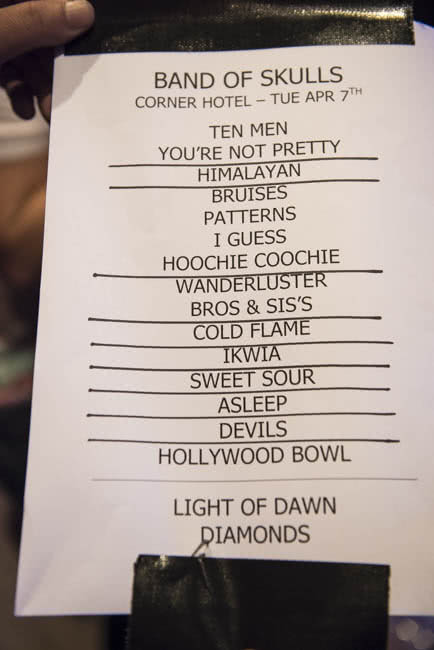 BAND OF SKULLS
CORNER HOTEL – TUE APR 7TH
TEN MEN
YOU'RE NOT PRETTY
HIMALAYAN
BRUISES
PATTERNS
I GUESS
HOOCHIE COOCHIE
WANDERLUSTER
BROS & SIS'S
COLD FLAME
IKWIA
SWEET SOUR
ASLEEP
DEVILS
HOLLYWOOD BOWL
LIGHT OF DAWN
DIAMONDS